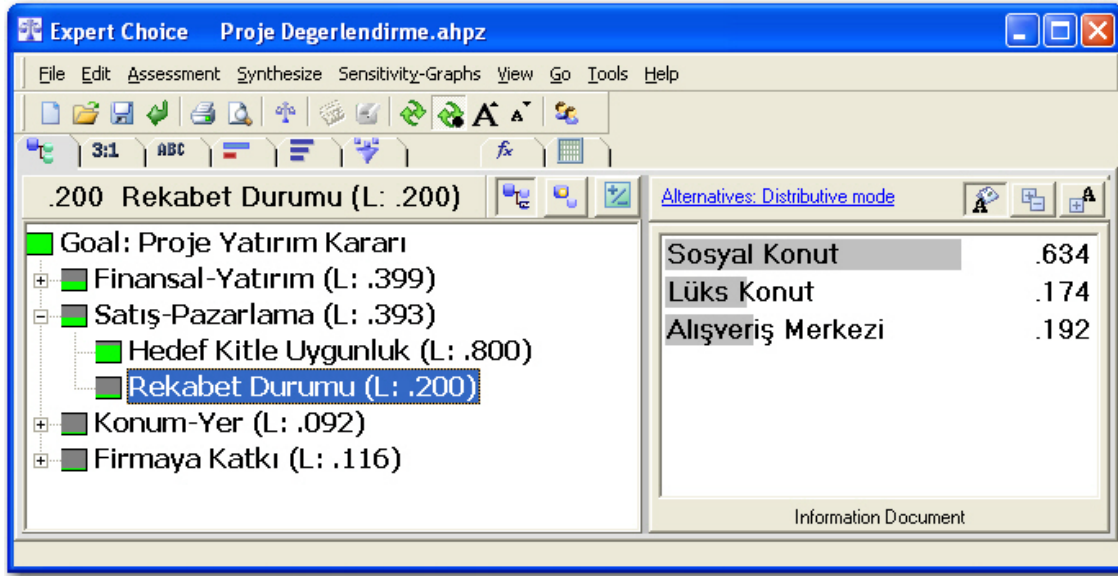 Expert Choice Proje Degerlendirme.ahpz
File Edit Assessment Synthesize Sensitivity-Graphs View Go Tools Help
A A
3:1 ABC fx
.200 Rekabet Durumu (L: .200)
Alternatives: Distributive mode
A A
Goal: Proje Yatırım Kararı
Finansal-Yatırım (L: .399)
Satış-Pazarlama (L: .393)
Hedef Kitle Uygunluk (L: .800)
Rekabet Durumu (L: .200)
Konum-Yer (L: .092)
Firmaya Katkı (L: .116)
Sosyal Konut .634
Lüks Konut .174
Alışveriş Merkezi .192
Information Document